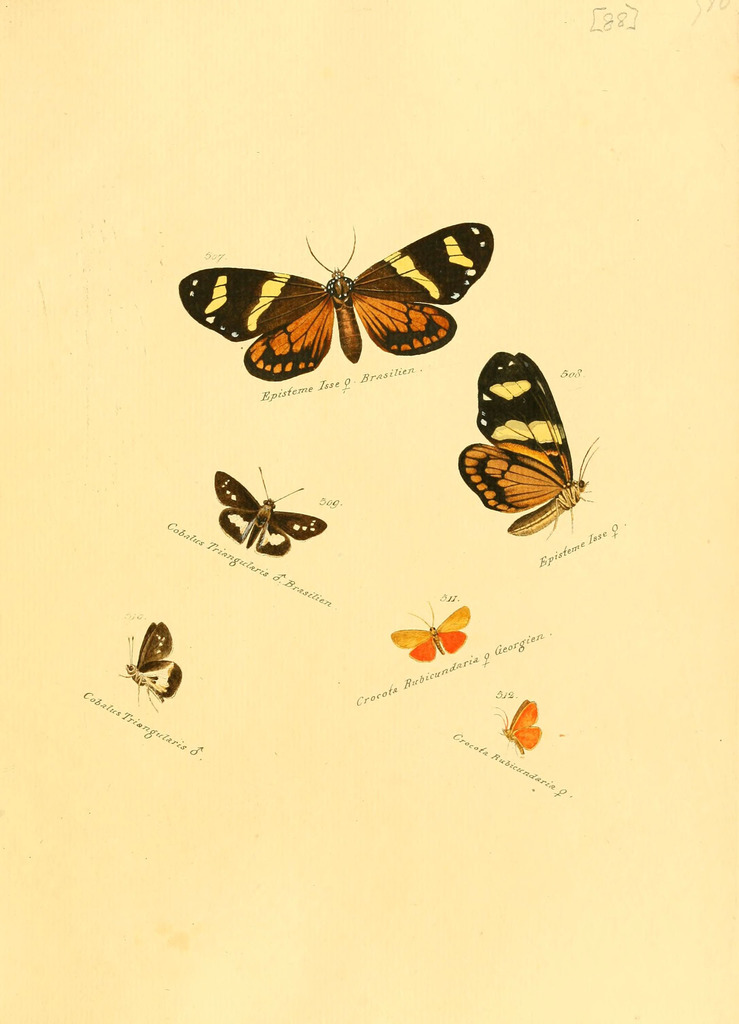 [88]
507.
Episteme Isse ♀. Brasilien.
508.
Episteme Isse ♀.
509.
Cobalus Triangularis ♂. Brasilien.
510.
Cobalus Triangularis ♂.
511.
Crocota Rubicundaria ♀ Georgien.
512.
Crocota Rubicundaria ♀.